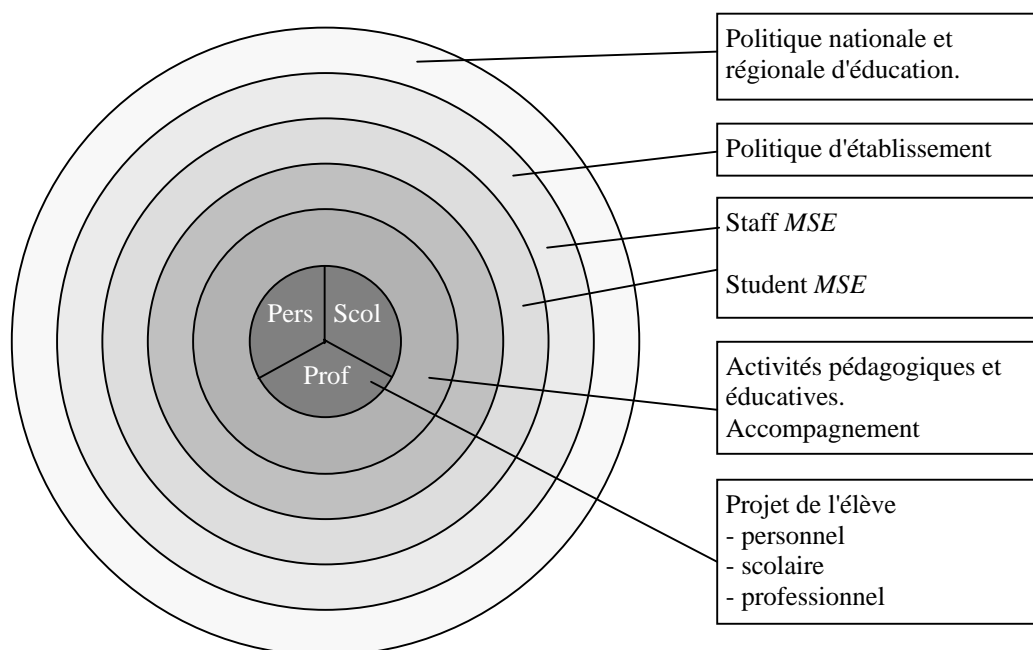 Politique nationale et
régionale d'éducation.
Politique d'établissement
Staff MSE
Student MSE
Pers Scol
Prof
Activités pédagogiques et
éducatives.
Accompagnement
Projet de l'élève
- personnel
- scolaire
- professionnel